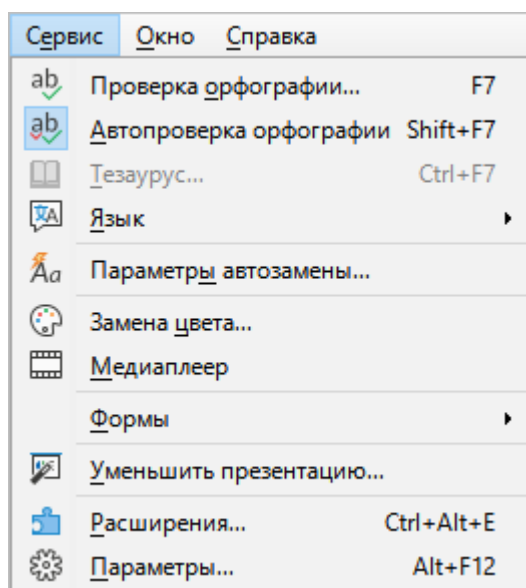 Сервис Окно Справка
Проверка орфографии... F7
Автопроверка орфографии Shift+F7
Тезаурус... Ctrl+F7
Язык
Параметры автозамены...
Замена цвета...
Медиаплеер
Формы
Уменьшить презентацию...
Расширения... Ctrl+Alt+E
Параметры... Alt+F12